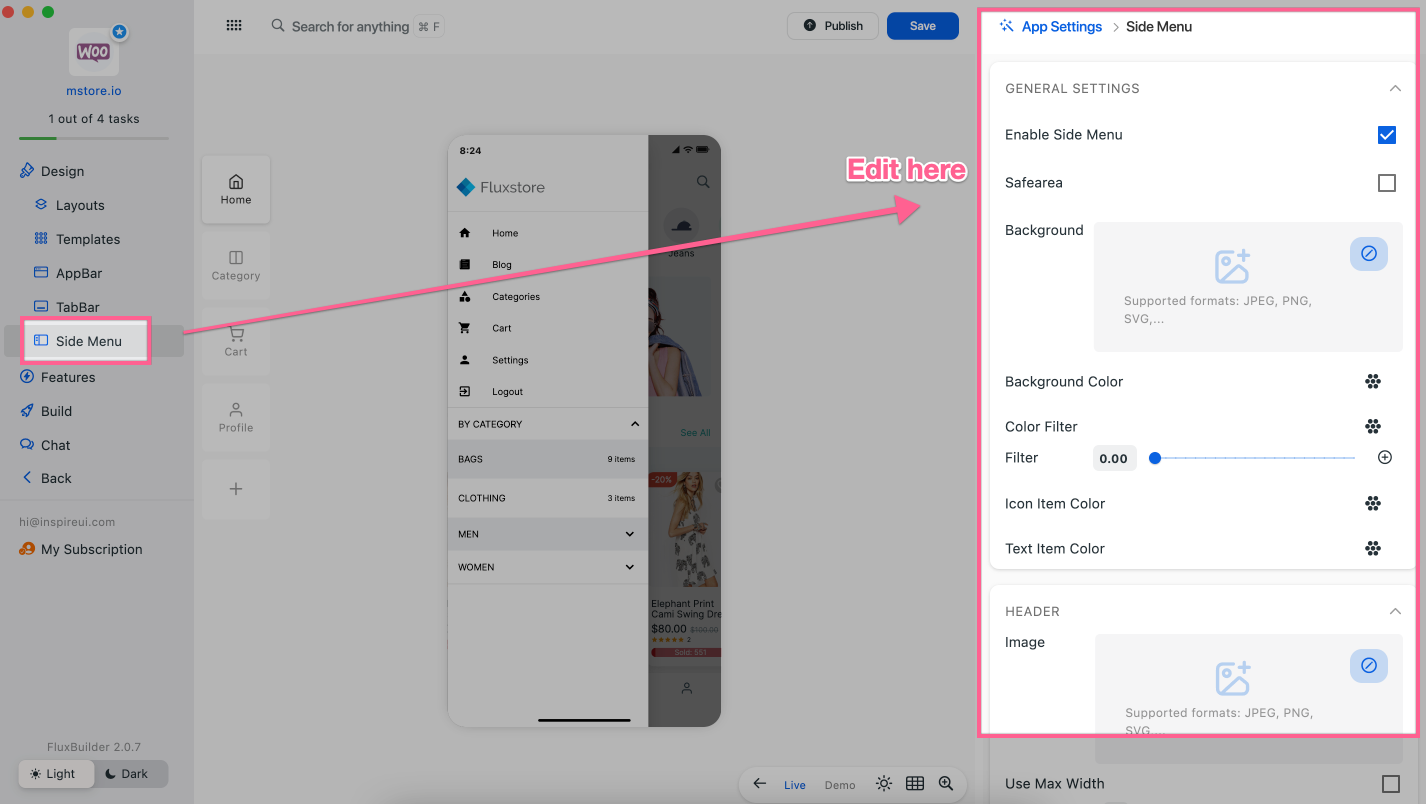 WOO
mstore.io
1 out of 4 tasks
Design
Layouts
Templates
AppBar
TabBar
Side Menu
Features
Build
Chat
Back
hi@inspireui.com
My Subscription
FluxBuilder 2.0.7
Light
Dark
Search for anything
⌘ F
Publish
Save
Home
Category
Cart
Profile
8:24
Fluxstore
Home
Blog
Categories
Cart
Settings
Logout
BY CATEGORY
BAGS 9 items
CLOTHING 3 items
MEN
WOMEN
Jeans
See All
-20%
Elephant Print
Cami Swing Dre
$80.00 $100.00
2
Sold: 551
Live
Demo
Edit here
App Settings > Side Menu
GENERAL SETTINGS
Enable Side Menu
Safearea
Background
Supported formats: JPEG, PNG,
SVG,...
Background Color
Color Filter
Filter 0.00
Icon Item Color
Text Item Color
HEADER
Image
Supported formats: JPEG, PNG,
SVG,...
Use Max Width